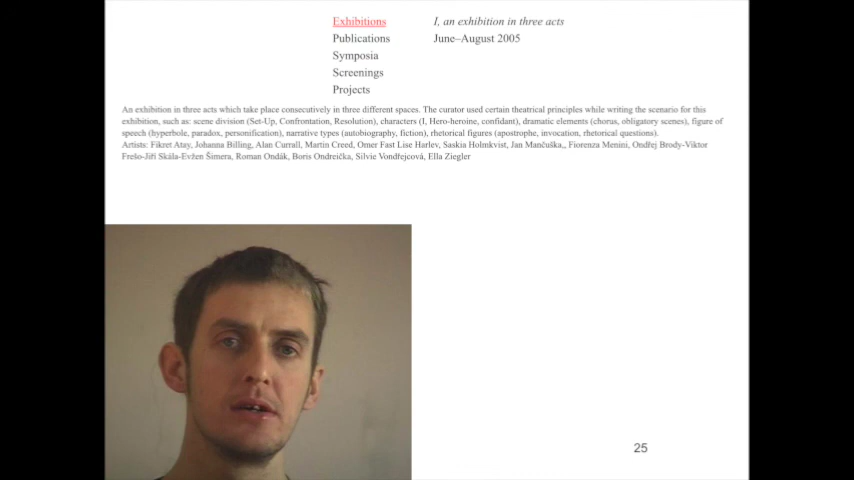 Exhibitions
Publications
Symposia
Screenings
Projects
I, an exhibition in three acts
June–August 2005
An exhibition in three acts which take place consecutively in three different spaces. The curator used certain theatrical principles while writing the scenario for this
exhibition, such as: scene division (Set-Up, Confrontation, Resolution), characters (I, Hero-heroine, confidant), dramatic elements (chorus, obligatory scenes), figure of
speech (hyperbole, paradox, personification), narrative types (autobiography, fiction), rhetorical figures (apostrophe, invocation, rhetorical questions).
Artists: Fikret Atay, Johanna Billing, Alan Currall, Martin Creed, Omer Fast Lise Harlev, Saskia Holmkvist, Jan Mančuška,, Fiorenza Menini, Ondřej Brody-Viktor
Frešo-Jiří Skála-Evžen Šimera, Roman Ondák, Boris Ondreička, Silvie Vondřejcová, Ella Ziegler
25